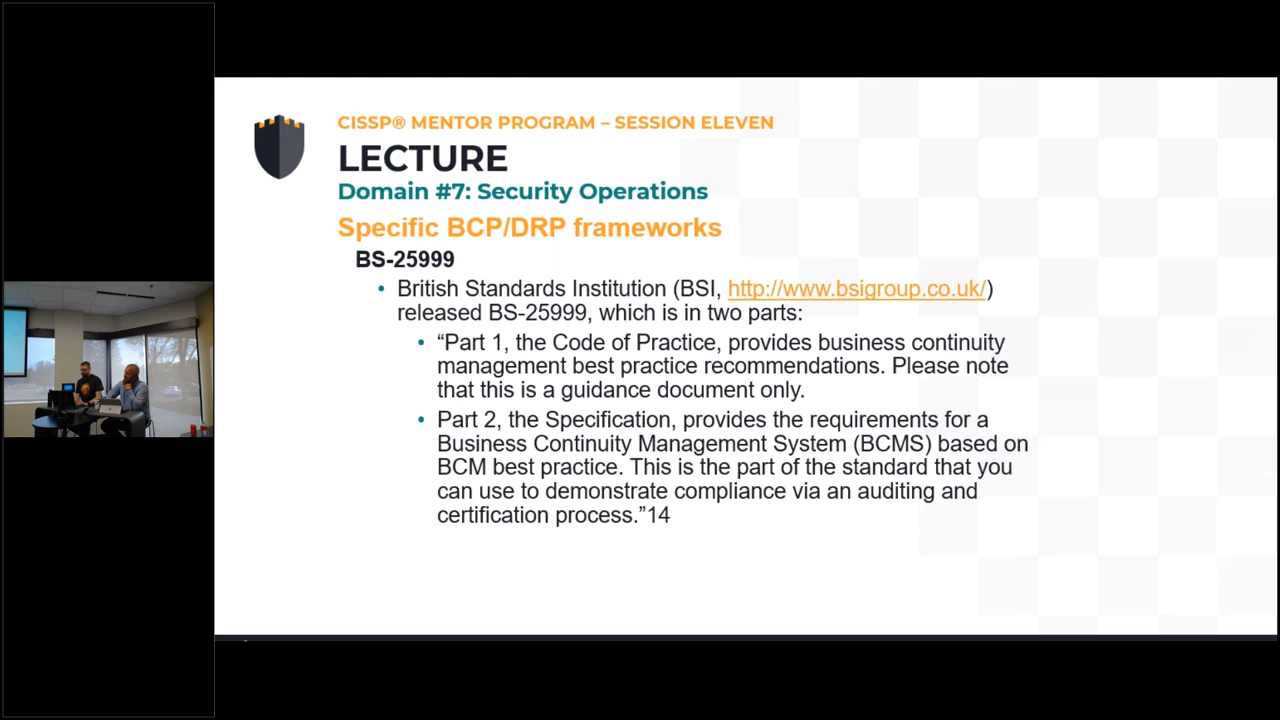 CISSP® MENTOR PROGRAM – SESSION ELEVEN
LECTURE
Domain #7: Security Operations
Specific BCP/DRP frameworks
BS-25999
• British Standards Institution (BSI, http://www.bsigroup.co.uk/)
released BS-25999, which is in two parts:
• “Part 1, the Code of Practice, provides business continuity
management best practice recommendations. Please note
that this is a guidance document only.
• Part 2, the Specification, provides the requirements for a
Business Continuity Management System (BCMS) based on
BCM best practice. This is the part of the standard that you
can use to demonstrate compliance via an auditing and
certification process.”14